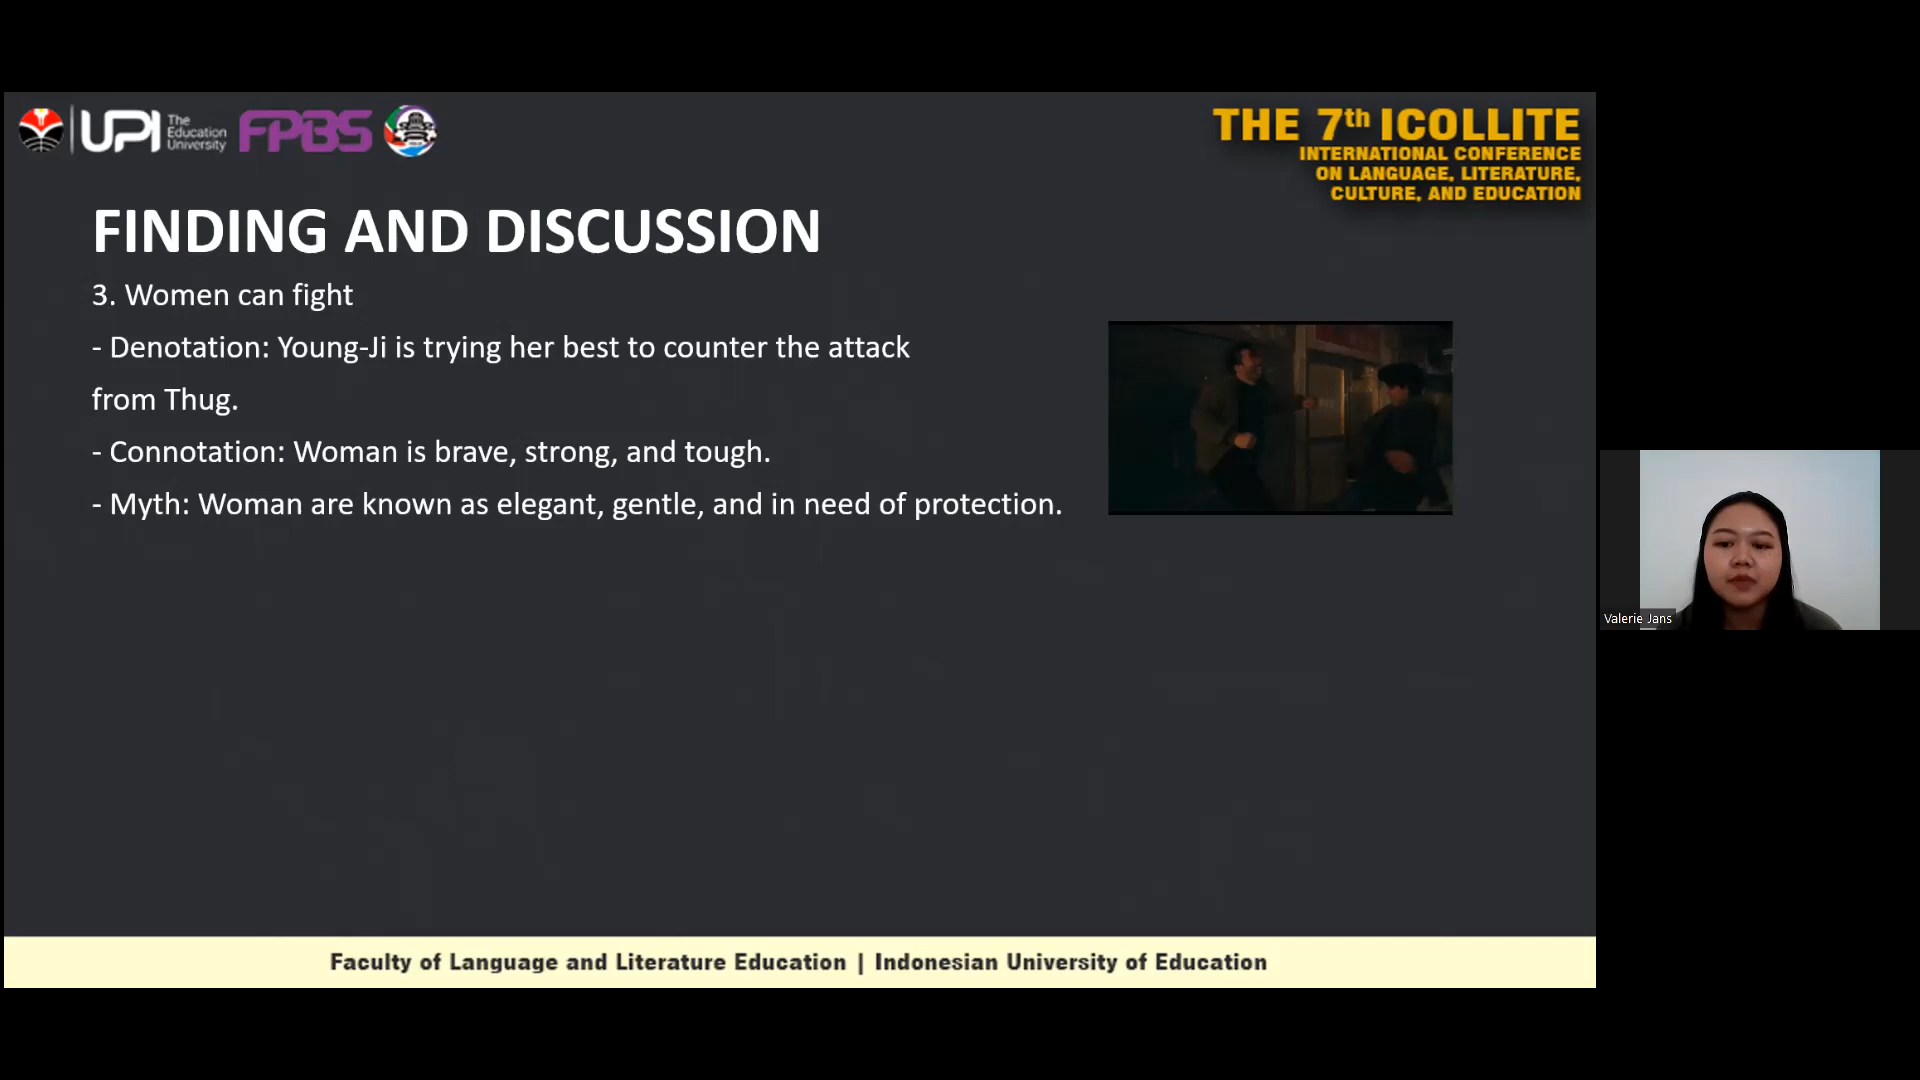 UPI The Education University FPBS
THE 7th ICOLLITE
INTERNATIONAL CONFERENCE
ON LANGUAGE, LITERATURE,
CULTURE, AND EDUCATION
FINDING AND DISCUSSION
3. Women can fight
- Denotation: Young-Ji is trying her best to counter the attack
from Thug.
- Connotation: Woman is brave, strong, and tough.
- Myth: Woman are known as elegant, gentle, and in need of protection.
Valerie Jans
Faculty of Language and Literature Education | Indonesian University of Education